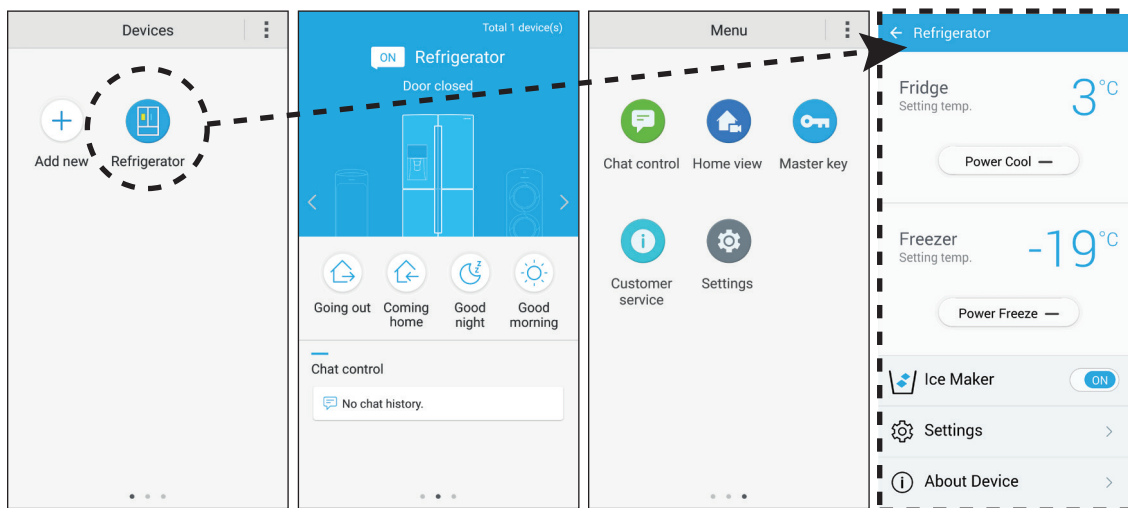 Devices
Add new
Refrigerator
Total 1 device(s)
ON Refrigerator
Door closed
Going out
Coming
home
Good
night
Good
morning
Chat control
No chat history.
Menu
Chat control
Home view
Master key
Customer
service
Settings
Refrigerator
Fridge
Setting temp.
3°C
Power Cool
Freezer
Setting temp.
-19°C
Power Freeze
Ice Maker
ON
Settings
About Device